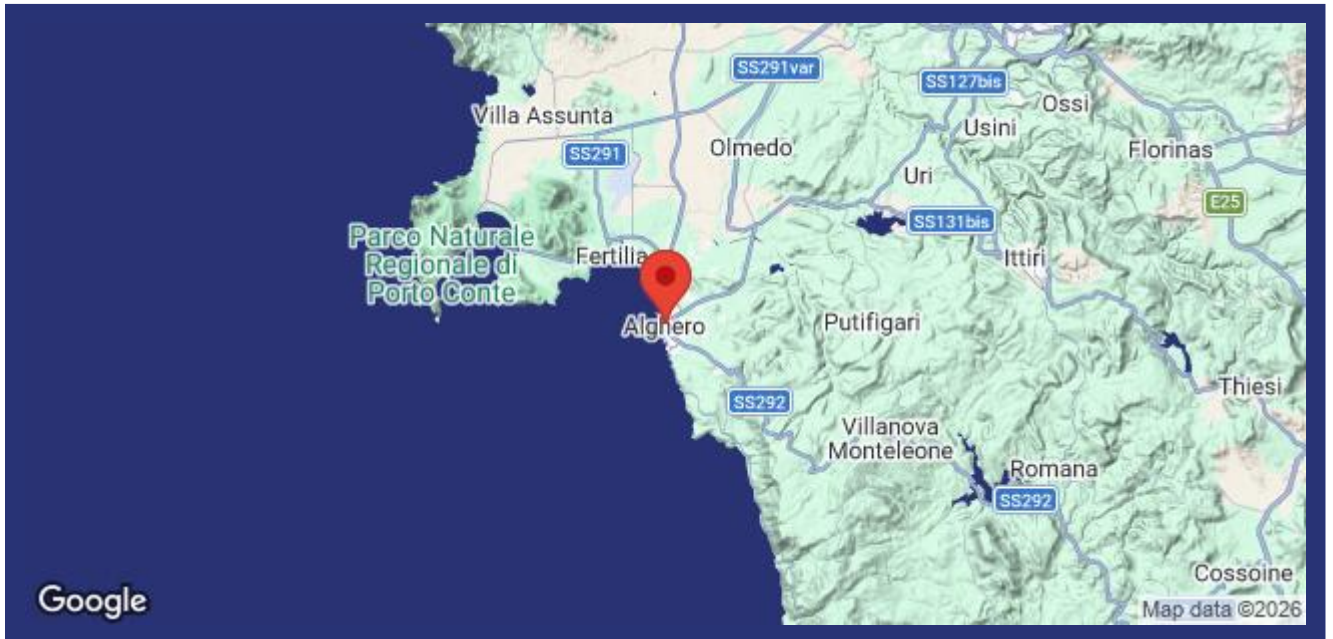 SS291var
SS127bis
Ossi
Villa Assunta
Usini
Olmedo
Florinas
SS291
Uri
E25
SS131bis
Parco Naturale
Regionale di
Porto Conte
Fertilia
Ittiri
Alghero
Putifigari
Thiesi
SS292
Villanova
Monteleone
Romana
SS292
Cossoine
Google
Map data ©2026